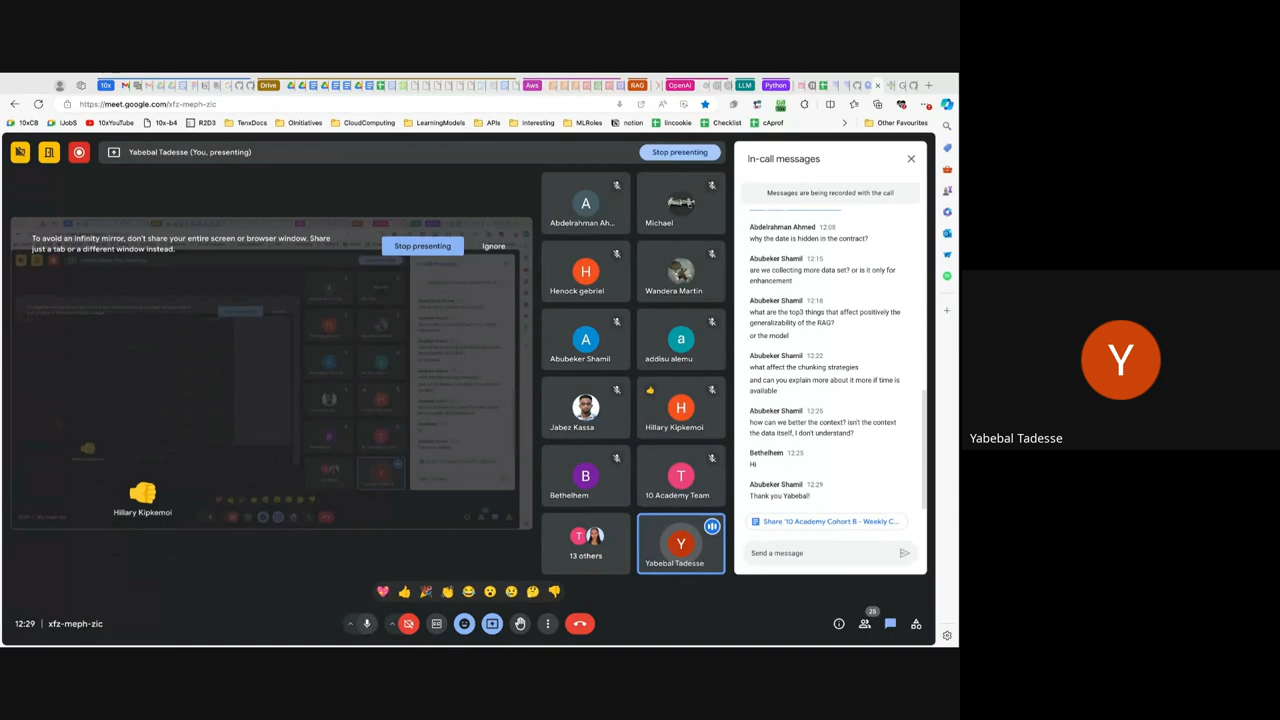 10x
Drive
Aws
RAG
OpenAI
LLM
Python
https://meet.google.com/xfz-meph-zic
10xCB
IJobS
10xYouTube
10x-b4
R2D3
TenxDocs
OInitiatives
CloudComputing
LearningModels
APIs
Interesting
MLRoles
notion
lincookie
Checklist
cAprof
Other Favourites
Yabebal Tadesse (You, presenting)
Stop presenting
To avoid an infinity mirror, don't share your entire screen or browser window. Share
just a tab or a different window instead.
Stop presenting
Ignore
Hillary Kipkemoi
A
Abdelrahman Ah...
Michael
H
Henock gebriel
Wandera Martin
A
Abubeker Shamil
a
addisu alemu
Jabez Kassa
H
Hillary Kipkemoi
B
Bethelhem
T
10 Academy Team
T
13 others
Y
Yabebal Tadesse
In-call messages
Messages are being recorded with the call
Abdelrahman Ahmed 12:08
why the date is hidden in the contract?
Abubeker Shamil 12:15
are we collecting more data set? or is it only for
enhancement
Abubeker Shamil 12:18
what are the top3 things that affect positively the
generalizability of the RAG?
or the model
Abubeker Shamil 12:22
what affect the chunking strategies
and can you explain more about it more if time is
available
Abubeker Shamil 12:25
how can we better the context? isn't the context
the data itself, I don't understand?
Bethelhem 12:25
Hi
Abubeker Shamil 12:29
Thank you Yabebal!
Share '10 Academy Cohort B - Weekly C...
Send a message
12:29 | xfz-meph-zic
25
Y
Yabebal Tadesse